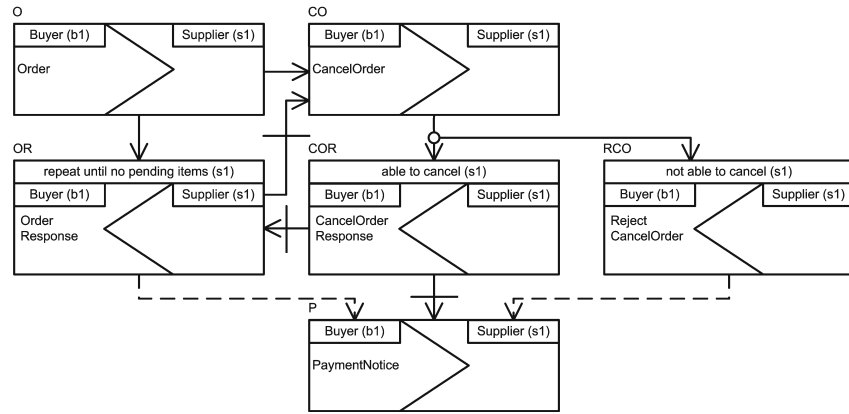 O
CO
Buyer (b1) Supplier (s1)
Buyer (b1) Supplier (s1)
Order
CancelOrder
OR
COR
RCO
repeat until no pending items (s1)
able to cancel (s1)
not able to cancel (s1)
Buyer (b1) Supplier (s1)
Buyer (b1) Supplier (s1)
Buyer (b1) Supplier (s1)
Order
Response
CancelOrder
Response
Reject
CancelOrder
P
Buyer (b1) Supplier (s1)
PaymentNotice